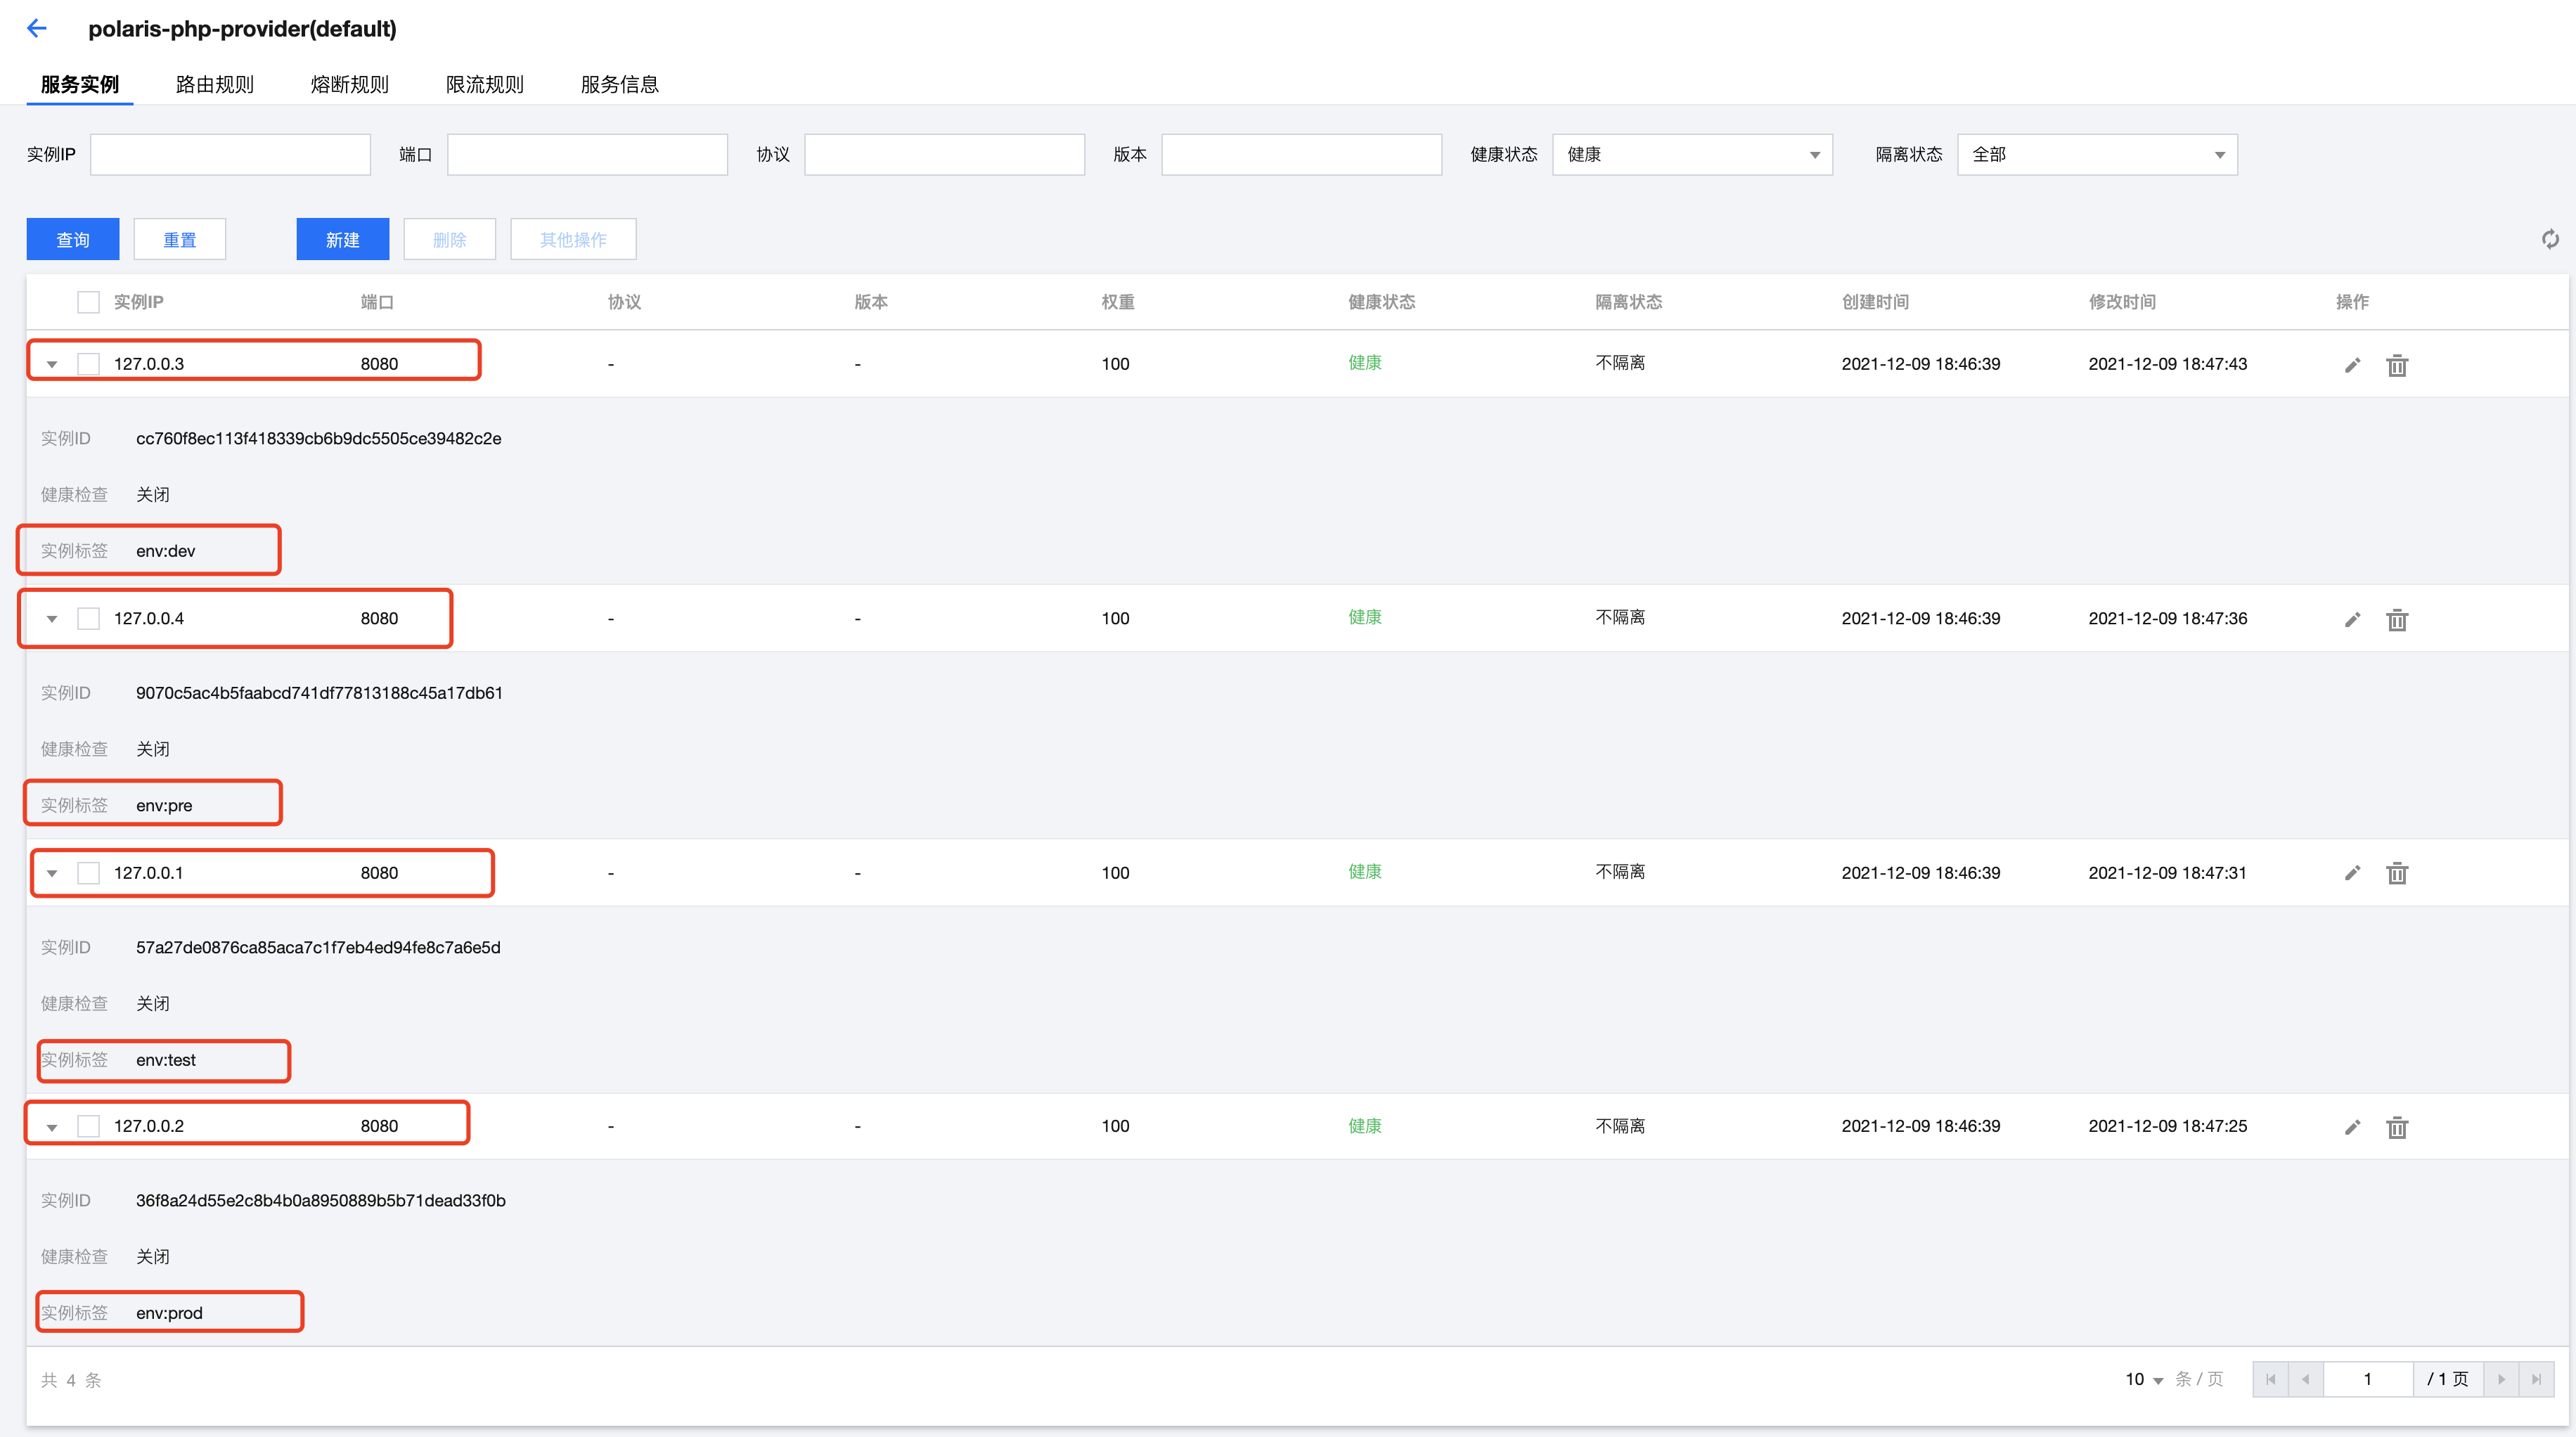 polaris-php-provider(default)
服务实例 路由规则 熔断规则 限流规则 服务信息
实例IP 端口 协议 版本 健康状态 健康 隔离状态 全部
查询 重置 新建 删除 其他操作
实例IP 端口 协议 版本 权重 健康状态 隔离状态 创建时间 修改时间 操作
127.0.0.3 8080 - - 100 健康 不隔离 2021-12-09 18:46:39 2021-12-09 18:47:43
实例ID cc760f8ec113f418339cb6b9dc5505ce39482c2e
健康检查 关闭
实例标签 env:dev
127.0.0.4 8080 - - 100 健康 不隔离 2021-12-09 18:46:39 2021-12-09 18:47:36
实例ID 9070c5ac4b5faabcd741df77813188c45a17db61
健康检查 关闭
实例标签 env:pre
127.0.0.1 8080 - - 100 健康 不隔离 2021-12-09 18:46:39 2021-12-09 18:47:31
实例ID 57a27de0876ca85aca7c1f7eb4ed94fe8c7a6e5d
健康检查 关闭
实例标签 env:test
127.0.0.2 8080 - - 100 健康 不隔离 2021-12-09 18:46:39 2021-12-09 18:47:25
实例ID 36f8a24d55e2c8b4b0a8950889b5b71dead33f0b
健康检查 关闭
实例标签 env:prod
共 4 条 10 条 / 页 1 / 1 页